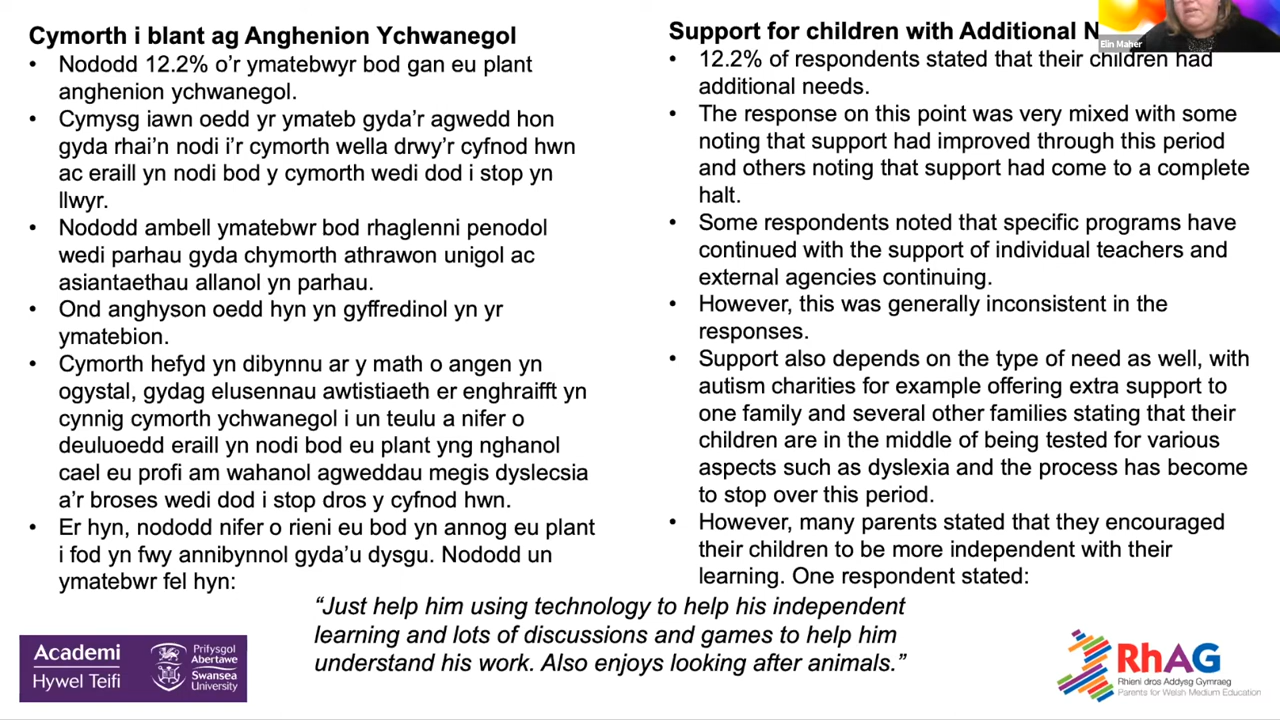 Cymorth i blant ag Anghenion Ychwanegol
• Nododd 12.2% o’r ymatebwyr bod gan eu plant
anghenion ychwanegol.
• Cymysg iawn oedd yr ymateb gyda’r agwedd hon
gyda rhai’n nodi i’r cymorth wella drwy’r cyfnod hwn
ac eraill yn nodi bod y cymorth wedi dod i stop yn
llwyr.
• Nododd ambell ymatebwr bod rhaglenni penodol
wedi parhau gyda chymorth athrawon unigol ac
asiantaethau allanol yn parhau.
• Ond anghyson oedd hyn yn gyffredinol yn yr
ymatebion.
• Cymorth hefyd yn dibynnu ar y math o angen yn
ogystal, gydag elusennau awtistiaeth er enghraifft yn
cynnig cymorth ychwanegol i un teulu a nifer o
deuluoedd eraill yn nodi bod eu plant yng nghanol
cael eu profi am wahanol agweddau megis dyslecsia
a’r broses wedi dod i stop dros y cyfnod hwn.
• Er hyn, nododd nifer o rieni eu bod yn annog eu plant
i fod yn fwy annibynnol gyda’u dysgu. Nododd un
ymatebwr fel hyn:
Support for children with Additional N
Elin Maher
• 12.2% of respondents stated that their children had
additional needs.
• The response on this point was very mixed with some
noting that support had improved through this period
and others noting that support had come to a complete
halt.
• Some respondents noted that specific programs have
continued with the support of individual teachers and
external agencies continuing.
• However, this was generally inconsistent in the
responses.
• Support also depends on the type of need as well, with
autism charities for example offering extra support to
one family and several other families stating that their
children are in the middle of being tested for various
aspects such as dyslexia and the process has become
to stop over this period.
• However, many parents stated that they encouraged
their children to be more independent with their
learning. One respondent stated:
“Just help him using technology to help his independent
learning and lots of discussions and games to help him
understand his work. Also enjoys looking after animals.”
Academi
Hywel Teifi
Prifysgol
Abertawe
Swansea
University
RhAG
Rhieni dros Addysg Gymraeg
Parents for Welsh Medium Education